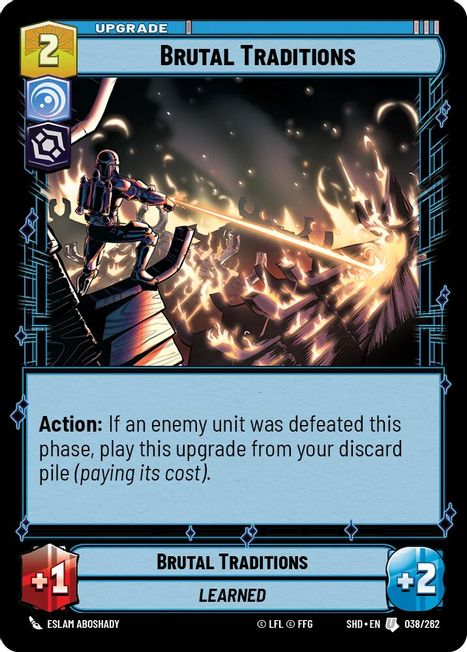 UPGRADE
2
BRUTAL TRADITIONS
Action: If an enemy unit was defeated this
phase, play this upgrade from your discard
pile (paying its cost).
BRUTAL TRADITIONS
+1
+2
LEARNED
ESLAM ABOSHADY
© LFL © FFG
SHD • EN
U
038/262